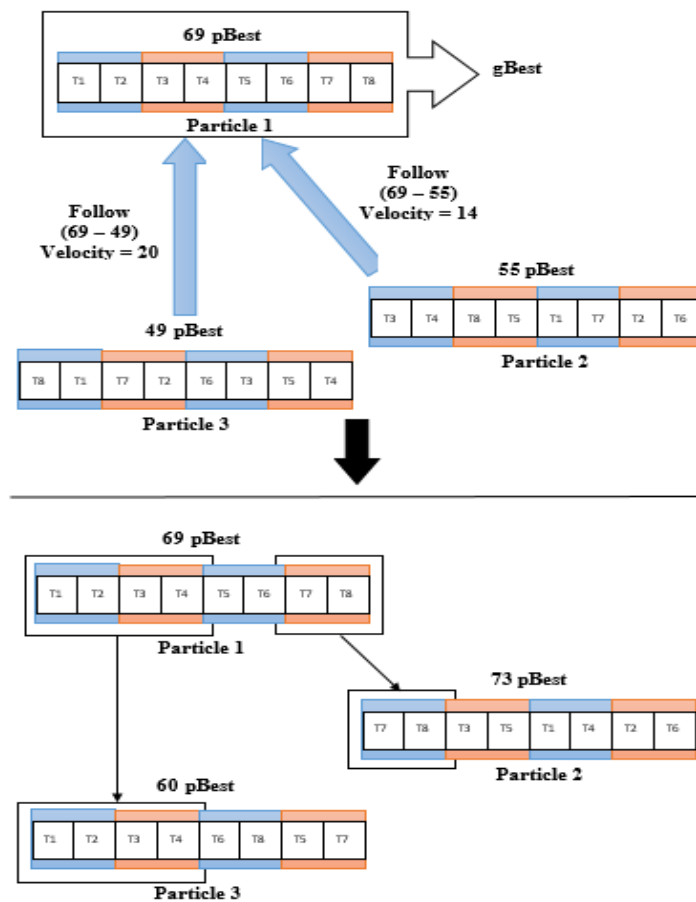 69 pBest
T1 T2 T3 T4 T5 T6 T7 T8
Particle 1
gBest
Follow
(69 – 49)
Velocity = 20
Follow
(69 – 55)
Velocity = 14
55 pBest
T3 T4 T8 T5 T1 T7 T2 T6
Particle 2
49 pBest
T8 T1 T7 T2 T6 T3 T5 T4
Particle 3
69 pBest
T1 T2 T3 T4 T5 T6 T7 T8
Particle 1
73 pBest
T7 T8 T3 T5 T1 T4 T2 T6
Particle 2
60 pBest
T1 T2 T3 T4 T6 T8 T5 T7
Particle 3